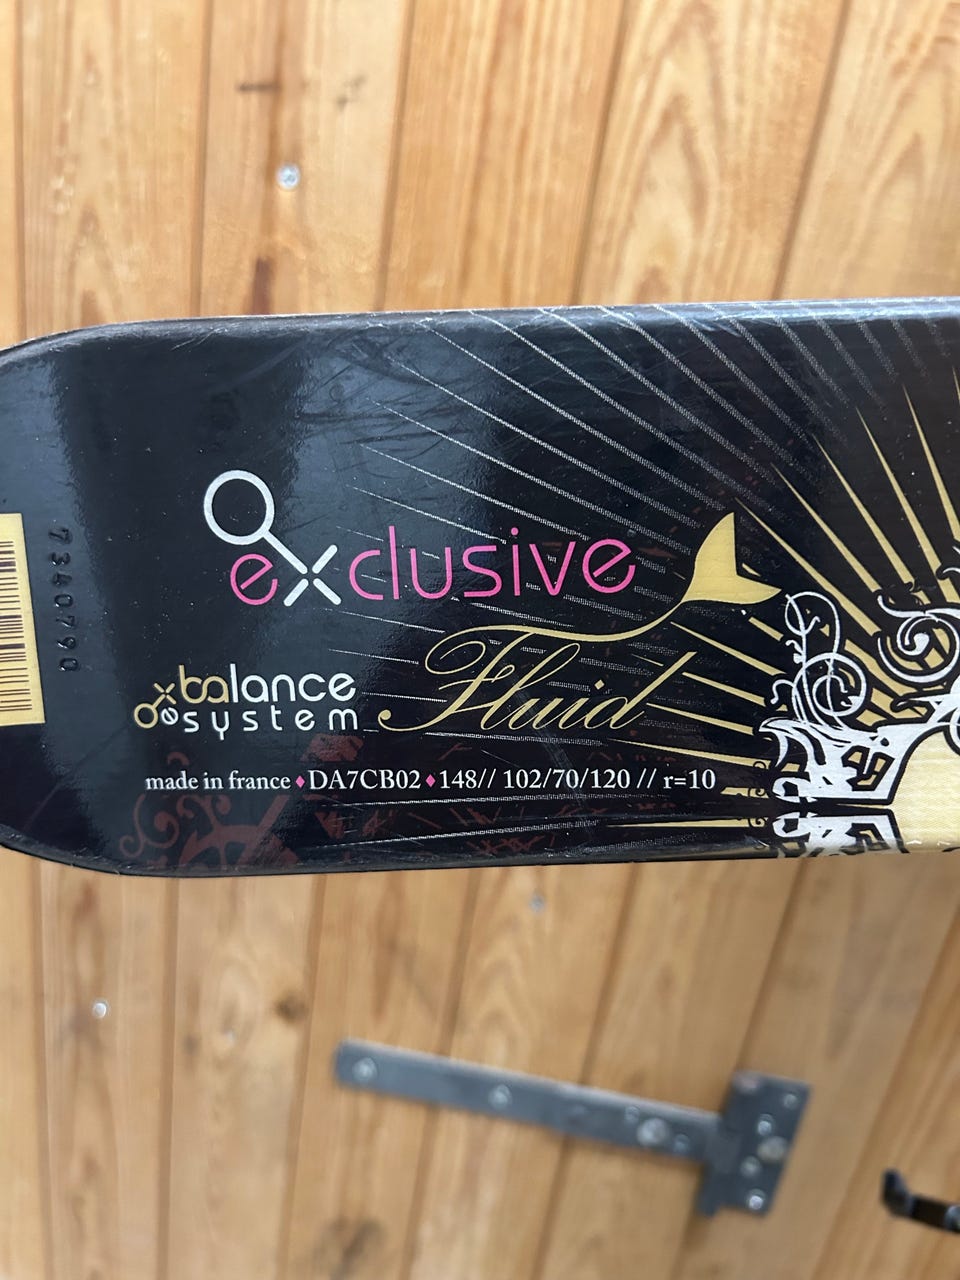 7340790
exclusive
Fluid
balance
system
made in france ♦ DA7CB02 ♦ 148// 102/70/120 // r=10